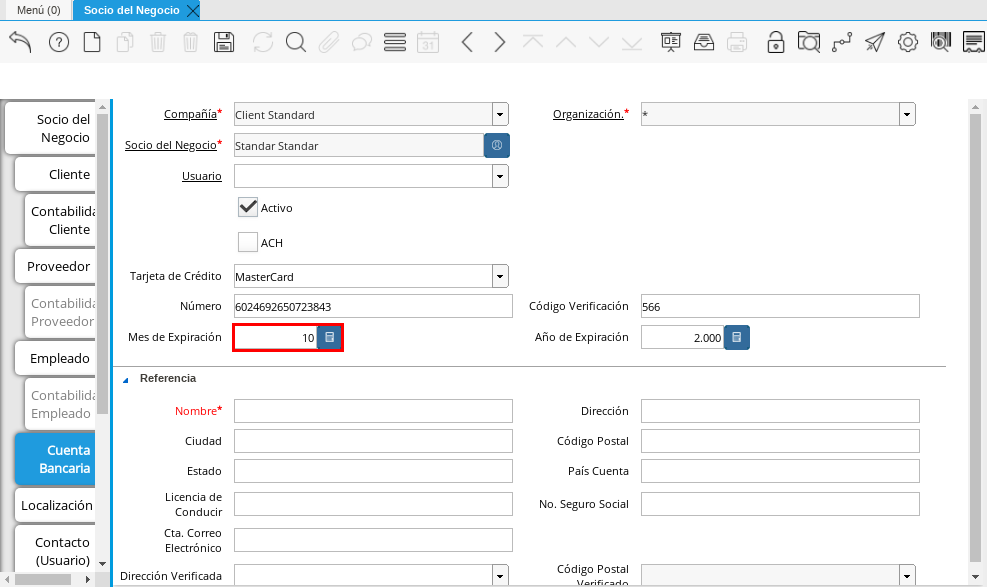 Menú (0)
Socio del Negocio
31
Socio del
Negocio
Cliente
Contabilida
Cliente
Proveedor
Contabilida
Proveedor
Empleado
Contabilida
Empleado
Cuenta
Bancaria
Localización
Contacto
(Usuario)
Compañía* Client Standard Organización.* *
Socio del Negocio* Standar Standar
Usuario
Activo
ACH
Tarjeta de Crédito MasterCard
Número 6024692650723843 Código Verificación 566
Mes de Expiración 10 Año de Expiración 2.000
Referencia
Nombre* Dirección
Ciudad Código Postal
Estado País Cuenta
Licencia de
Conducir No. Seguro Social
Cta. Correo
Electrónico
Dirección Verificada Código Postal
Verificado